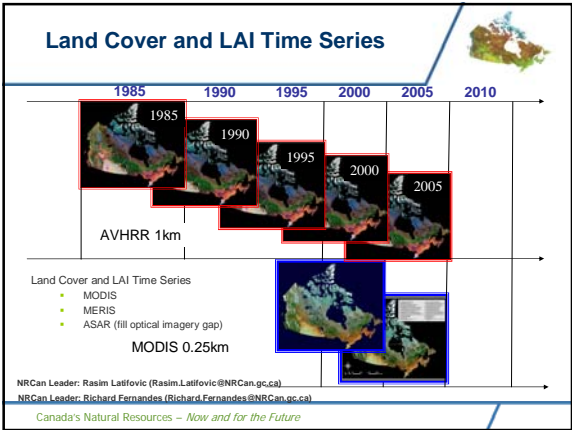 Land Cover and LAI Time Series
1985 1990 1995 2000 2005 2010
1985
1990
1995
2000
2005
AVHRR 1km
Land Cover and LAI Time Series
MODIS
MERIS
ASAR (fill optical imagery gap)
MODIS 0.25km
NRCan Leader: Rasim Latifovic (Rasim.Latifovic@NRCan.gc.ca)
NRCan Leader: Richard Fernandes (Richard.Fernandes@NRCan.gc.ca)
Canada's Natural Resources – Now and for the Future